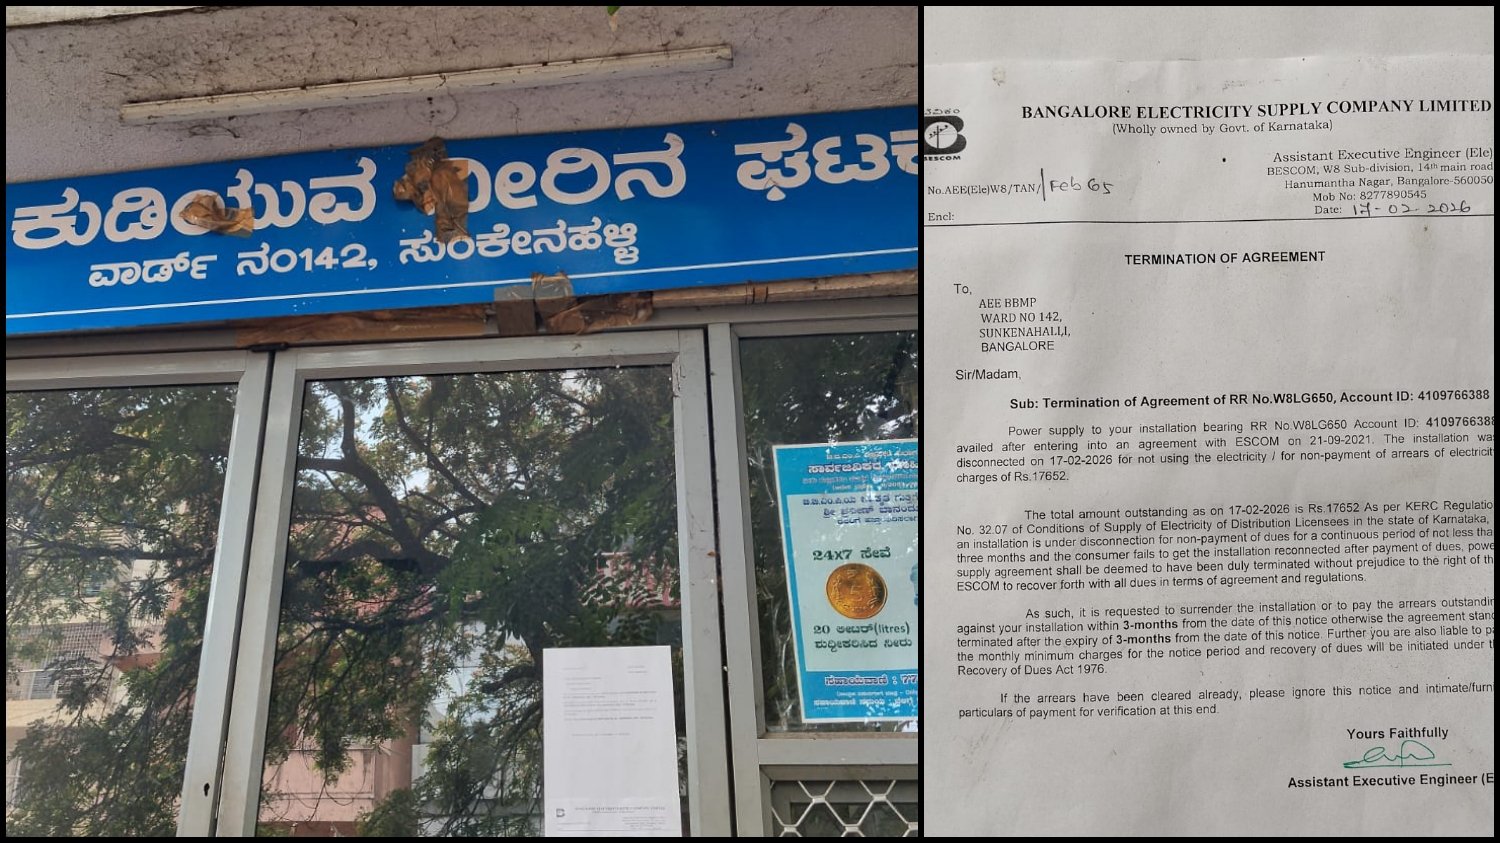 ಕುಡಿಯುವ ನೀರಿನ ಘಟಕ
ವಾರ್ಡ್ ನಂ142, ಸುಂಕೇನಹಳ್ಳಿ
24x7 ಸೇವೆ
20 ಲೀಟರ್(litres)
ಶುದ್ಧೀಕರಿಸಿದ ನೀರು
ಸಹಾಯವಾಣಿ : 77
BESCOM
BANGALORE ELECTRICITY SUPPLY COMPANY LIMITED
(Wholly owned by Govt. of Karnataka)
Assistant Executive Engineer (Ele)
BESCOM, W8 Sub-division, 14th main road
Hanumantha Nagar, Bangalore-560050
Mob No: 8277890545
No.AEE(Ele)W8/TAN/ Feb 65
Date: 17-02-2026
Encl:
TERMINATION OF AGREEMENT
To,
AEE BBMP
WARD NO 142,
SUNKENAHALLI,
BANGALORE
Sir/Madam,
Sub: Termination of Agreement of RR No.W8LG650, Account ID: 4109766388
Power supply to your installation bearing RR No.W8LG650 Account ID: 4109766388
availed after entering into an agreement with ESCOM on 21-09-2021. The installation was
disconnected on 17-02-2026 for not using the electricity / for non-payment of arrears of electricit
charges of Rs.17652.
The total amount outstanding as on 17-02-2026 is Rs.17652 As per KERC Regulatio
No. 32.07 of Conditions of Supply of Electricity of Distribution Licensees in the state of Karnataka,
an installation is under disconnection for non-payment of dues for a continuous period of not less tha
three months and the consumer fails to get the installation reconnected after payment of dues, powe
supply agreement shall be deemed to have been duly terminated without prejudice to the right of th
ESCOM to recover forth with all dues in terms of agreement and regulations.
As such, it is requested to surrender the installation or to pay the arrears outstandin
against your installation within 3-months from the date of this notice otherwise the agreement stan
terminated after the expiry of 3-months from the date of this notice. Further you are also liable to pa
the monthly minimum charges for the notice period and recovery of dues will be initiated under t
Recovery of Dues Act 1976.
If the arrears have been cleared already, please ignore this notice and intimate/furni
particulars of payment for verification at this end.
Yours Faithfully
Assistant Executive Engineer (E